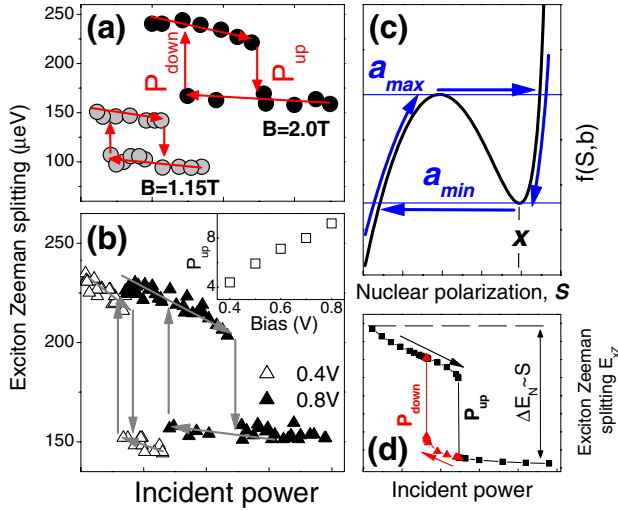 (a)
250
200
150
100
P_down
P_up
B=2.0T
B=1.15T
Exciton Zeeman splitting (μeV)
(b)
225
200
150
8
4
P_up
0.4 0.6 0.8
Bias (V)
0.4V
0.8V
Incident power
(c)
a_max
a_min
x
f(S,b)
Nuclear polarization, S
P_down
P_up
ΔE_N~S
(d)
Exciton Zeeman
splitting E_xZ
Incident power